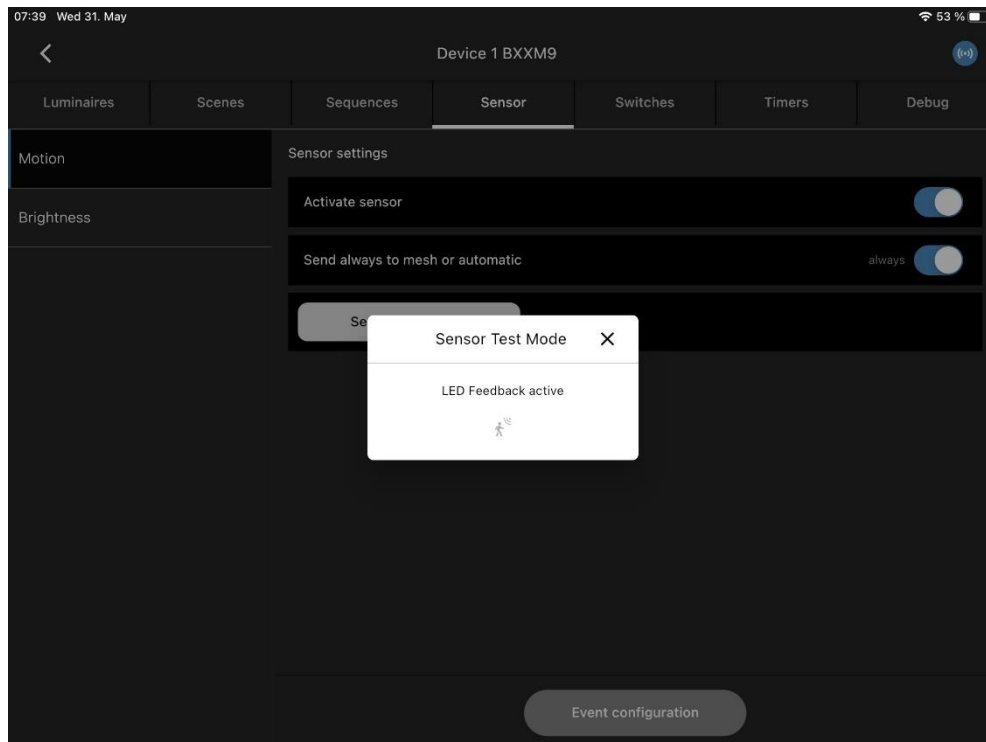 07:39 Wed 31. May
53 %
Device 1 BXXM9
Luminaires Scenes Sequences Sensor Switches Timers Debug
Motion
Brightness
Sensor settings
Activate sensor
Send always to mesh or automatic always
Se
Sensor Test Mode
LED Feedback active
Event configuration